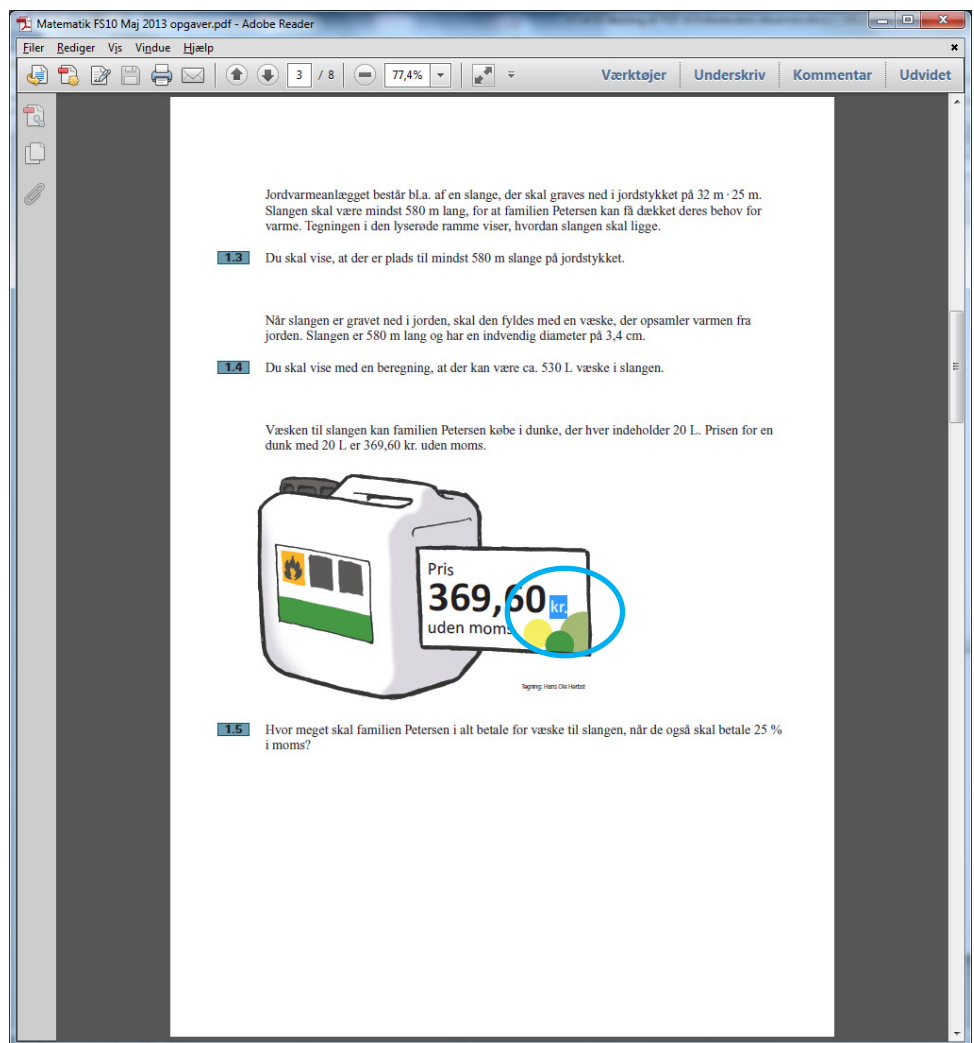 Matematik FS10 Maj 2013 opgaver.pdf - Adobe Reader
Filer Rediger Vis Vindue Hjælp
3 / 8 77,4% Værktøjer Underskriv Kommentar Udvidet
Jordvarmeanlægget består bl.a. af en slange, der skal graves ned i jordstykket på 32 m · 25 m.
Slangen skal være mindst 580 m lang, for at familien Petersen kan få dækket deres behov for
varme. Tegningen i den lyserøde ramme viser, hvordan slangen skal ligge.
1.3 Du skal vise, at der er plads til mindst 580 m slange på jordstykket.
Når slangen er gravet ned i jorden, skal den fyldes med en væske, der opsamler varmen fra
jorden. Slangen er 580 m lang og har en indvendig diameter på 3,4 cm.
1.4 Du skal vise med en beregning, at der kan være ca. 530 L væske i slangen.
Væsken til slangen kan familien Petersen købe i dunke, der hver indeholder 20 L. Prisen for en
dunk med 20 L er 369,60 kr. uden moms.
Pris
369,60 kr.
uden moms
Tegning: Hans Ole Herbst
1.5 Hvor meget skal familien Petersen i alt betale for væske til slangen, når de også skal betale 25 %
i moms?